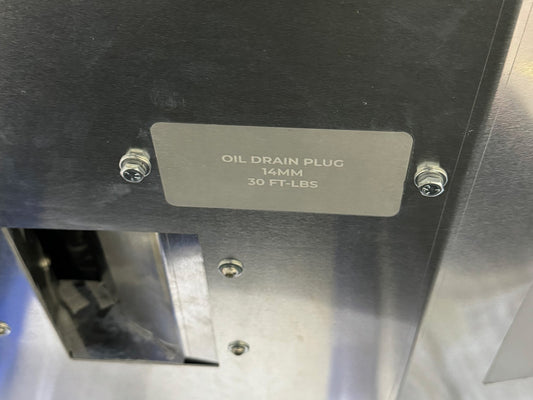 OIL DRAIN PLUG
14MM
30 FT-LBS